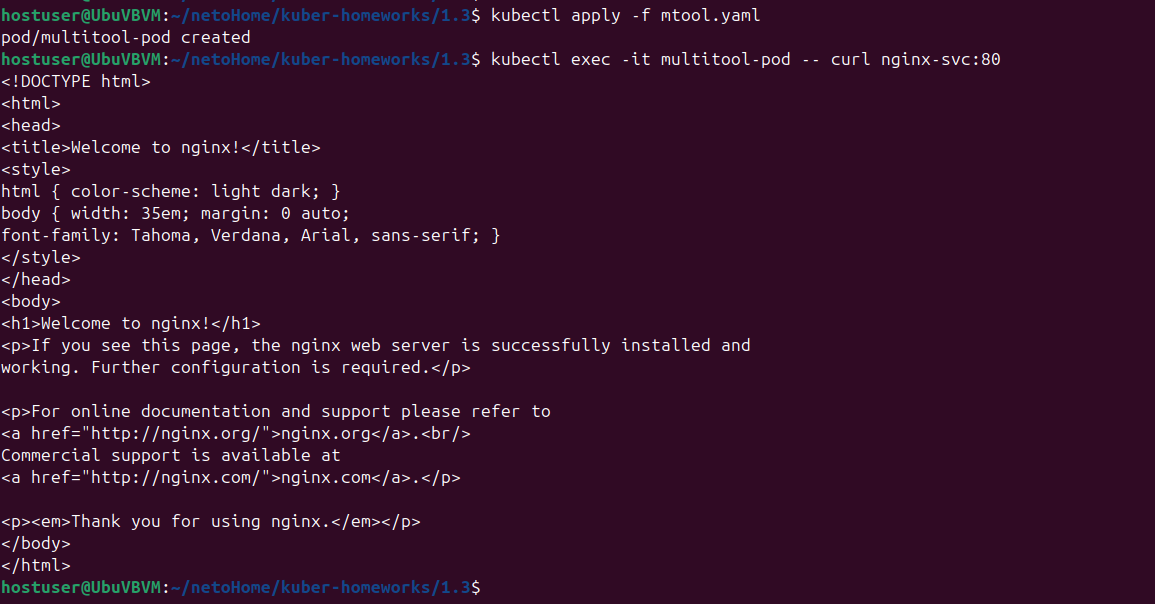 hostuser@UbuVBVM:~/netoHome/kuber-homeworks/1.3$ kubectl apply -f mtool.yaml
pod/multitool-pod created
hostuser@UbuVBVM:~/netoHome/kuber-homeworks/1.3$ kubectl exec -it multitool-pod -- curl nginx-svc:80
<!DOCTYPE html>
<html>
<head>
<title>Welcome to nginx!</title>
<style>
html { color-scheme: light dark; }
body { width: 35em; margin: 0 auto;
font-family: Tahoma, Verdana, Arial, sans-serif; }
</style>
</head>
<body>
<h1>Welcome to nginx!</h1>
<p>If you see this page, the nginx web server is successfully installed and
working. Further configuration is required.</p>

<p>For online documentation and support please refer to
<a href="http://nginx.org/">nginx.org</a>.<br/>
Commercial support is available at
<a href="http://nginx.com/">nginx.com</a>.</p>

<p><em>Thank you for using nginx.</em></p>
</body>
</html>
hostuser@UbuVBVM:~/netoHome/kuber-homeworks/1.3$